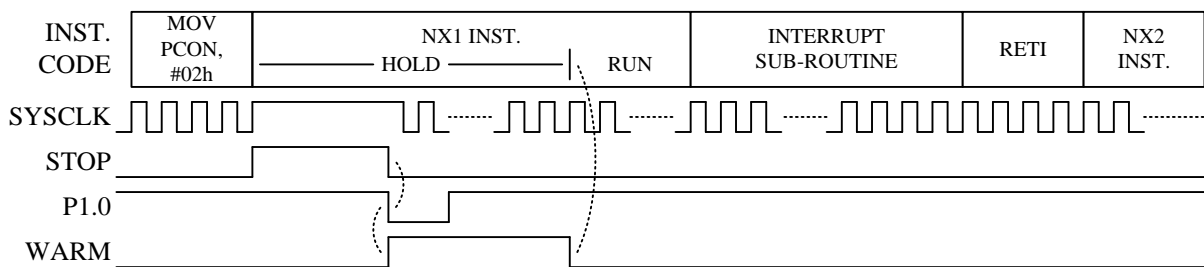 INST.
CODE
MOV
PCON,
#02h
NX1 INST.
HOLD
RUN
INTERRUPT
SUB-ROUTINE
RETI
NX2
INST.
SYSCLK
STOP
P1.0
WARM